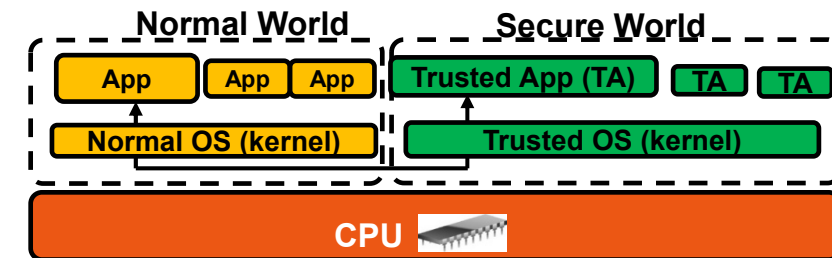 Normal World
Secure World
App
App
App
Trusted App (TA)
TA
TA
Normal OS (kernel)
Trusted OS (kernel)
CPU